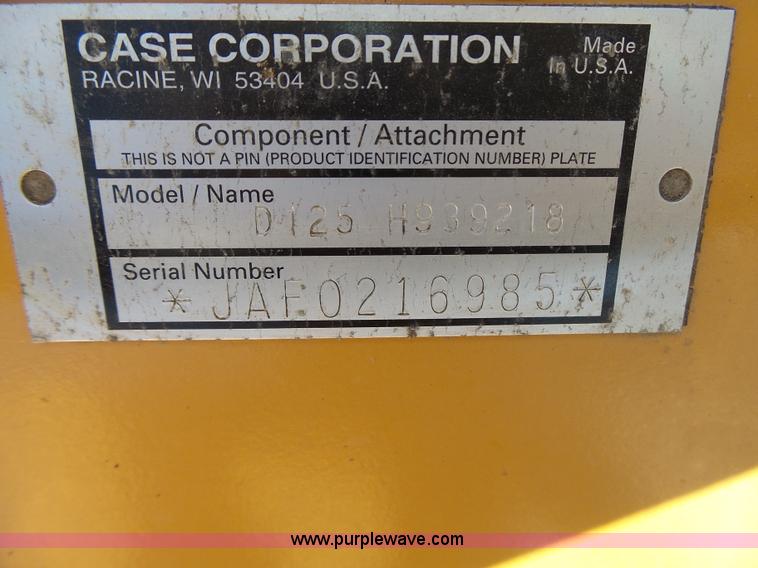 CASE CORPORATION
Made
RACINE, WI 53404 U.S.A.
In U.S.A.
Component / Attachment
THIS IS NOT A PIN (PRODUCT IDENTIFICATION NUMBER) PLATE
Model / Name
D125 H939218
Serial Number
*JAF0216985*
www.purplewave.com